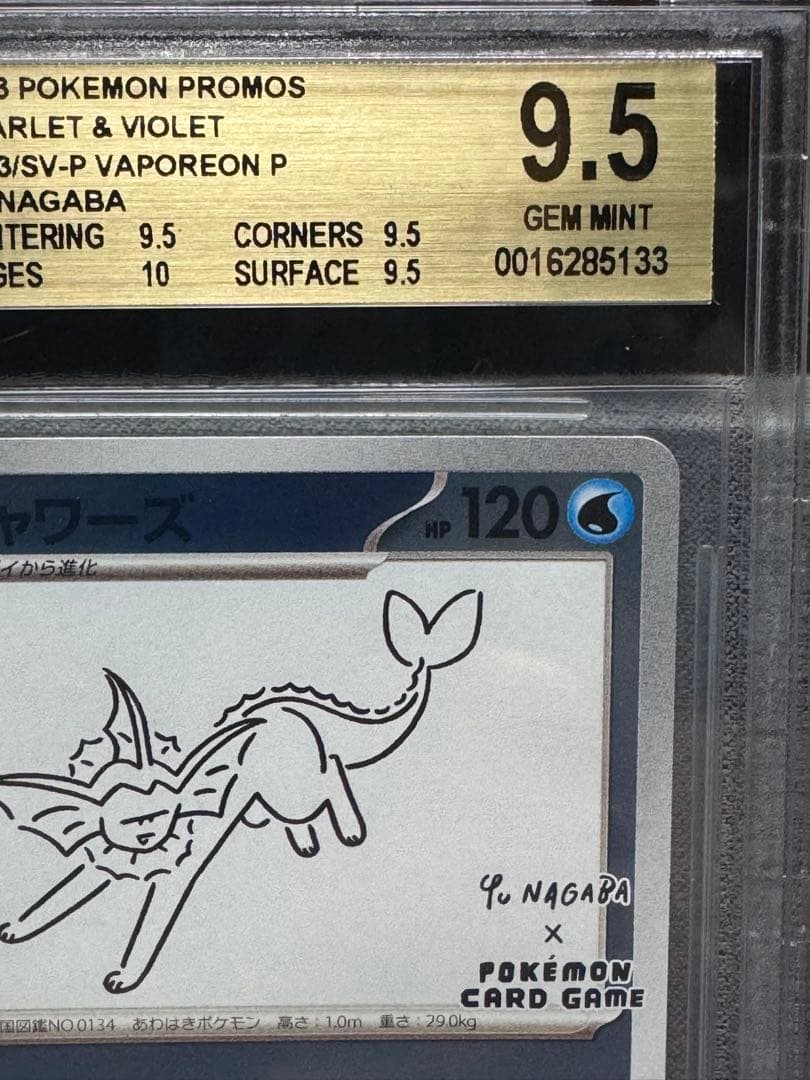 3 POKEMON PROMOS
ARLET & VIOLET
3/SV-P VAPOREON P
NAGABA
9.5
GEM MINT
0016285133
NTERING 9.5 CORNERS 9.5
GES 10 SURFACE 9.5
ャワーズ
HP 120
イから進化
Yu NAGABA
×
POKÉMON
CARD GAME
国図鑑NO.0134 あわはきポケモン 高さ:1.0m 重さ:29.0kg